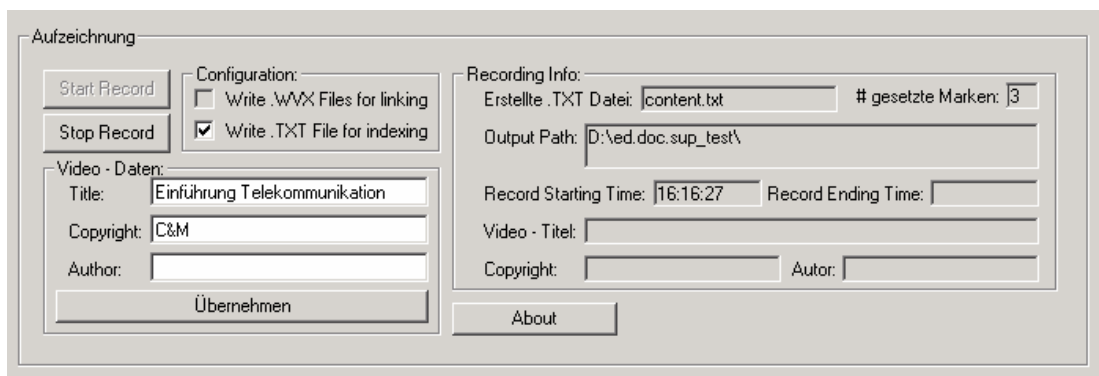 Aufzeichnung
Start Record
Stop Record
Configuration:
Write .WVX Files for linking
Write .TXT File for indexing
Video - Daten:
Title: Einführung Telekommunikation
Copyright: C&M
Author:
Übernehmen
Recording Info:
Erstellte .TXT Datei: content.txt # gesetzte Marken: 3
Output Path: D:\ed.doc.sup_test\
Record Starting Time: 16:16:27 Record Ending Time:
Video - Titel:
Copyright: Autor:
About